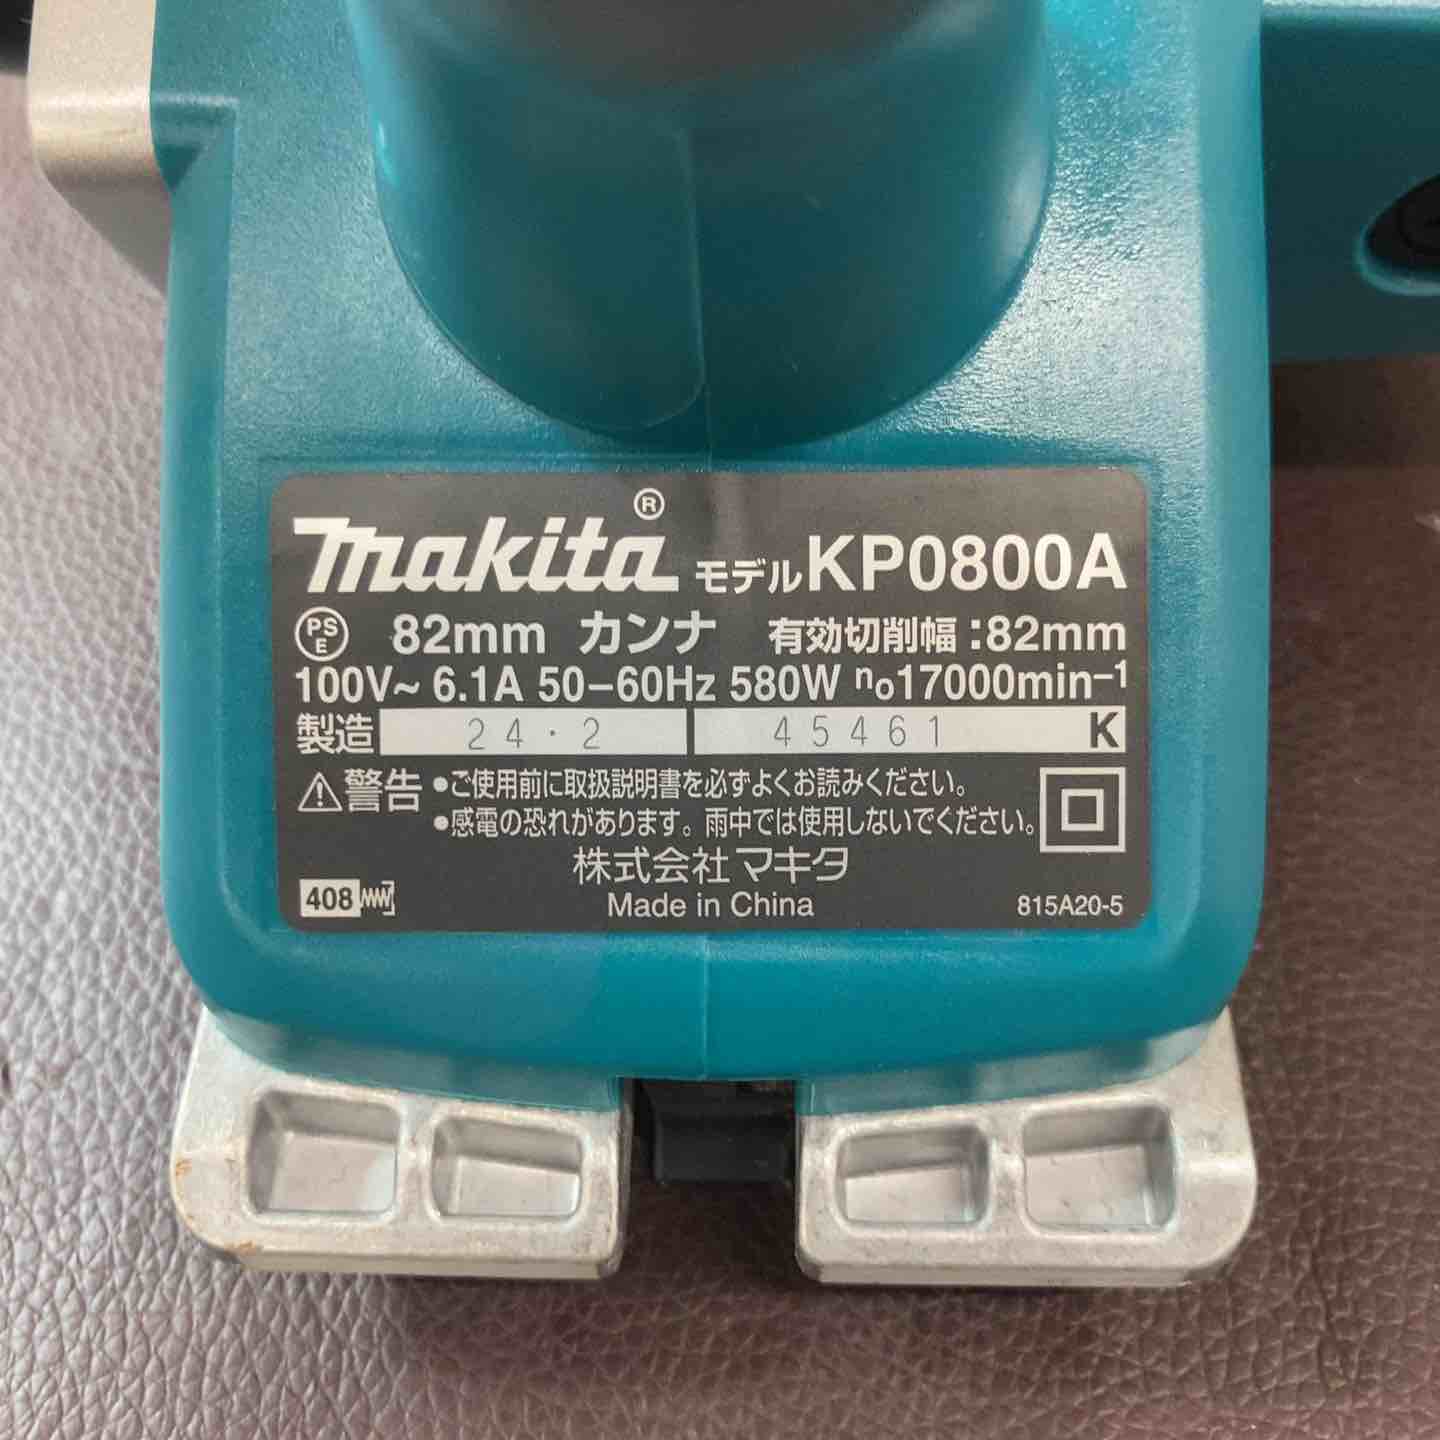 makita® モデルKP0800A
PSE 82mm カンナ 有効切削幅:82mm
100V~ 6.1A 50-60Hz 580W no17000min-1
製造 24・2 45461 K
⚠警告 ●ご使用前に取扱説明書を必ずよくお読みください。
●感電の恐れがあります。雨中では使用しないでください。
株式会社マキタ
408 Made in China 815A20-5